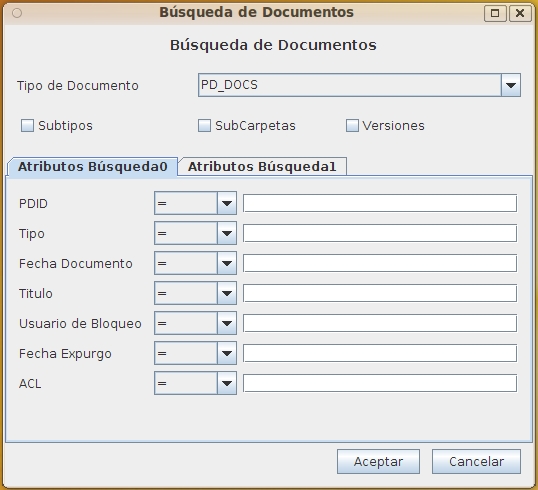 Búsqueda de Documentos
Búsqueda de Documentos
Tipo de Documento PD_DOCS
Subtipos SubCarpetas Versiones
Atributos Búsqueda0 Atributos Búsqueda1
PDID =
Tipo =
Fecha Documento =
Titulo =
Usuario de Bloqueo =
Fecha Expurgo =
ACL =
Aceptar Cancelar